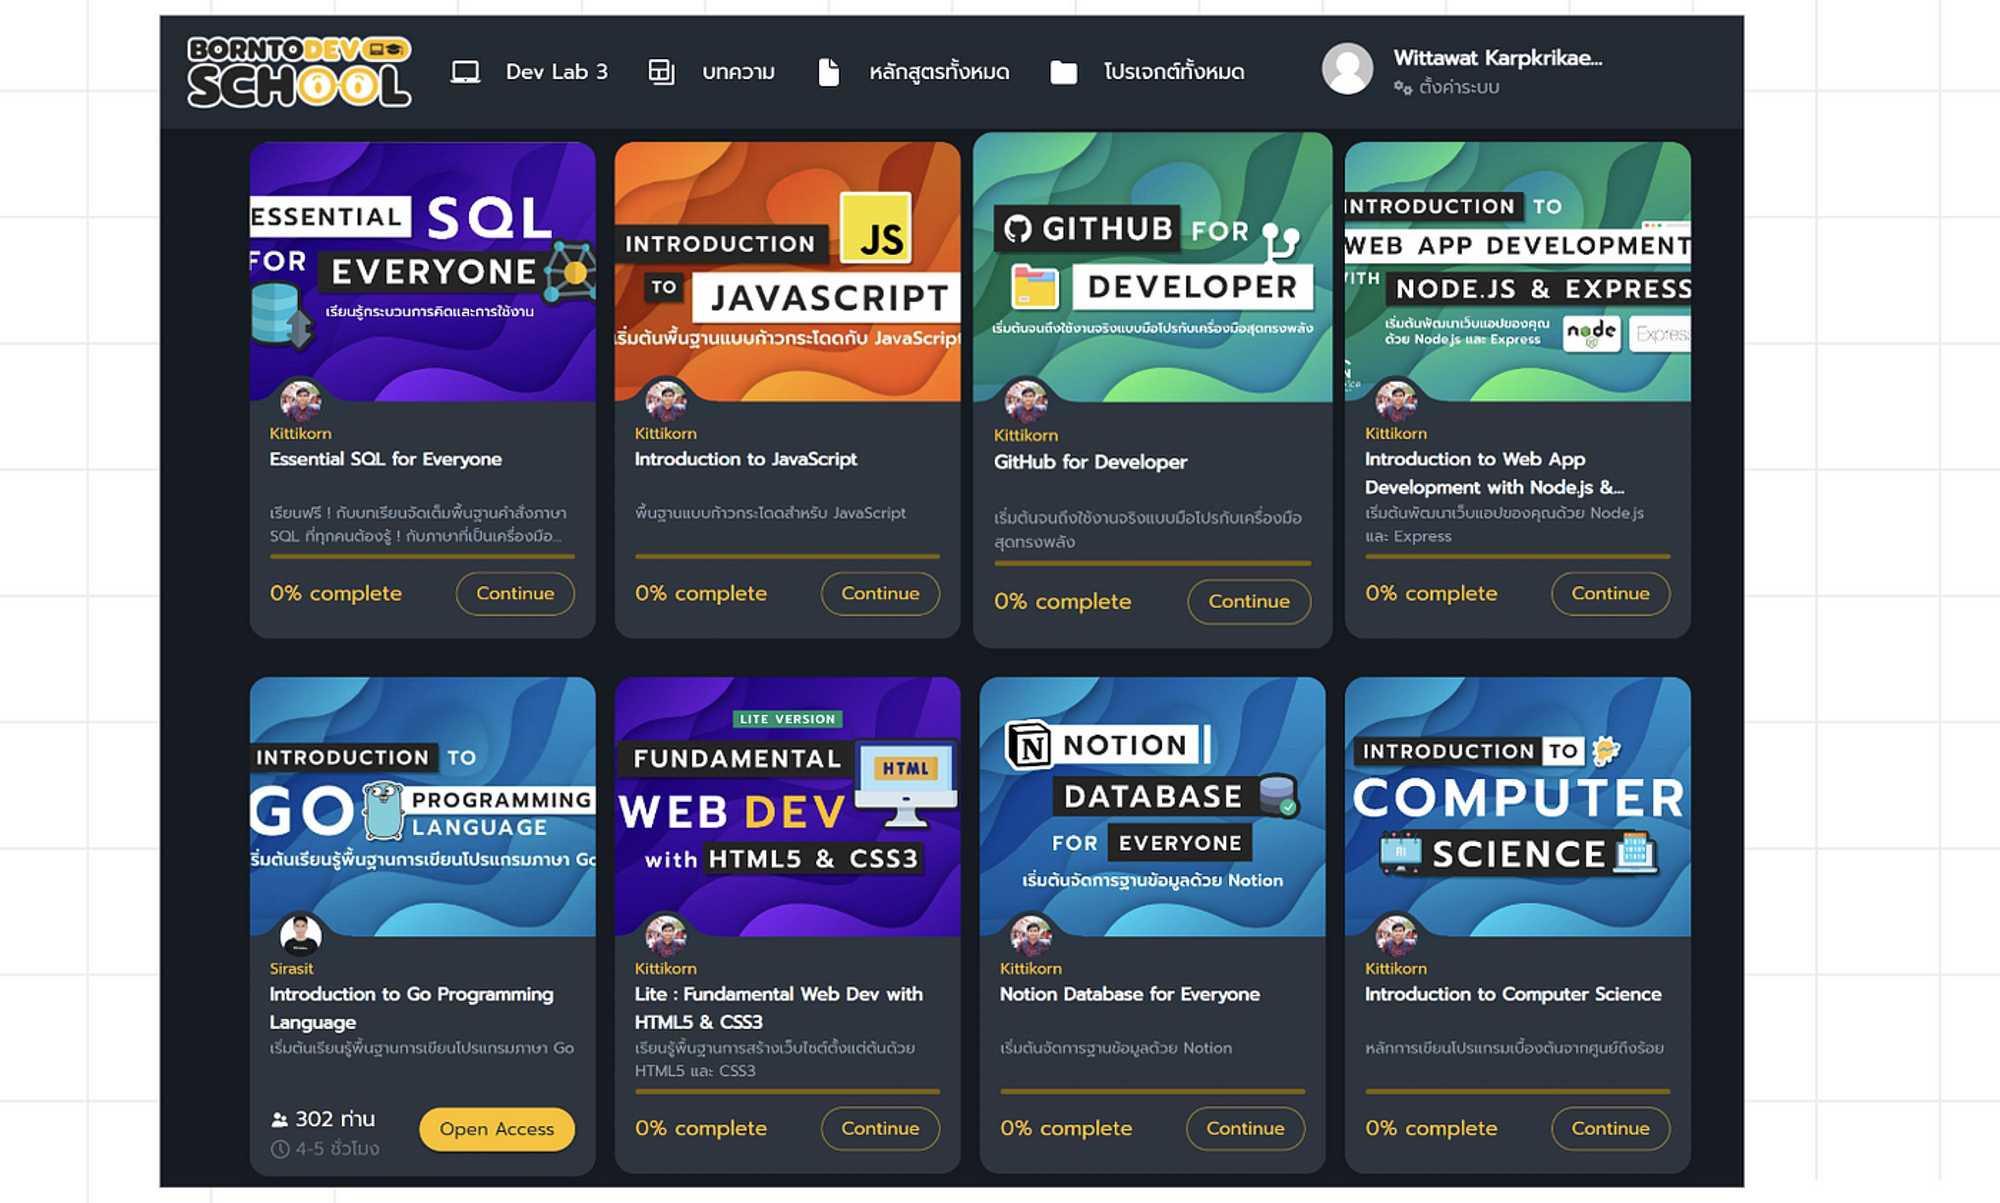 BORNTODEV
SCHOOL
Dev Lab 3
บทความ
หลักสูตรทั้งหมด
โปรเจกต์ทั้งหมด
Wittawat Karpkrikae...
ตั้งค่าระบบ
ESSENTIAL SQL
FOR EVERYONE
เรียนรู้กระบวนการคิดและการใช้งาน
Kittikorn
Essential SQL for Everyone
เรียนฟรี ! กับบทเรียนจัดเต็มพื้นฐานคำสั่งภาษา
SQL ที่ทุกคนต้องรู้ ! กับภาษาที่เป็นเครื่องมือ...
0% complete
Continue
JS
INTRODUCTION
TO JAVASCRIPT
เริ่มต้นพื้นฐานแบบก้าวกระโดดกับ JavaScript
Kittikorn
Introduction to JavaScript
พื้นฐานแบบก้าวกระโดดสำหรับ JavaScript
0% complete
Continue
GITHUB FOR
DEVELOPER
เริ่มต้นจนถึงใช้งานจริงแบบมือโปรกับเครื่องมือสุดทรงพลัง
Kittikorn
GitHub for Developer
เริ่มต้นจนถึงใช้งานจริงแบบมือโปรกับเครื่องมือ
สุดทรงพลัง
0% complete
Continue
INTRODUCTION TO
WEB APP DEVELOPMENT
WITH NODE.JS & EXPRESS
เริ่มต้นพัฒนาเว็บแอปของคุณ
ด้วย Node.js และ Express
node
Express
Kittikorn
Introduction to Web App
Development with Node.js &...
เริ่มต้นพัฒนาเว็บแอปของคุณด้วย Node.js
และ Express
0% complete
Continue
INTRODUCTION TO
GO PROGRAMMING
LANGUAGE
เริ่มต้นเรียนรู้พื้นฐานการเขียนโปรแกรมภาษา Go
Sirasit
Introduction to Go Programming
Language
เริ่มต้นเรียนรู้พื้นฐานการเขียนโปรแกรมภาษา Go
302 ท่าน
4-5 ชั่วโมง
Open Access
LITE VERSION
FUNDAMENTAL
HTML
WEB DEV
with HTML5 & CSS3
Kittikorn
Lite : Fundamental Web Dev with
HTML5 & CSS3
เรียนรู้พื้นฐานการสร้างเว็บไซต์ตั้งแต่ต้นด้วย
HTML5 และ CSS3
0% complete
Continue
N NOTION
DATABASE
FOR EVERYONE
เริ่มต้นจัดการฐานข้อมูลด้วย Notion
Kittikorn
Notion Database for Everyone
เริ่มต้นจัดการฐานข้อมูลด้วย Notion
0% complete
Continue
INTRODUCTION TO
COMPUTER
AI SCIENCE
Kittikorn
Introduction to Computer Science
หลักการเขียนโปรแกรมเบื้องต้นจากศูนย์ถึงร้อย
0% complete
Continue